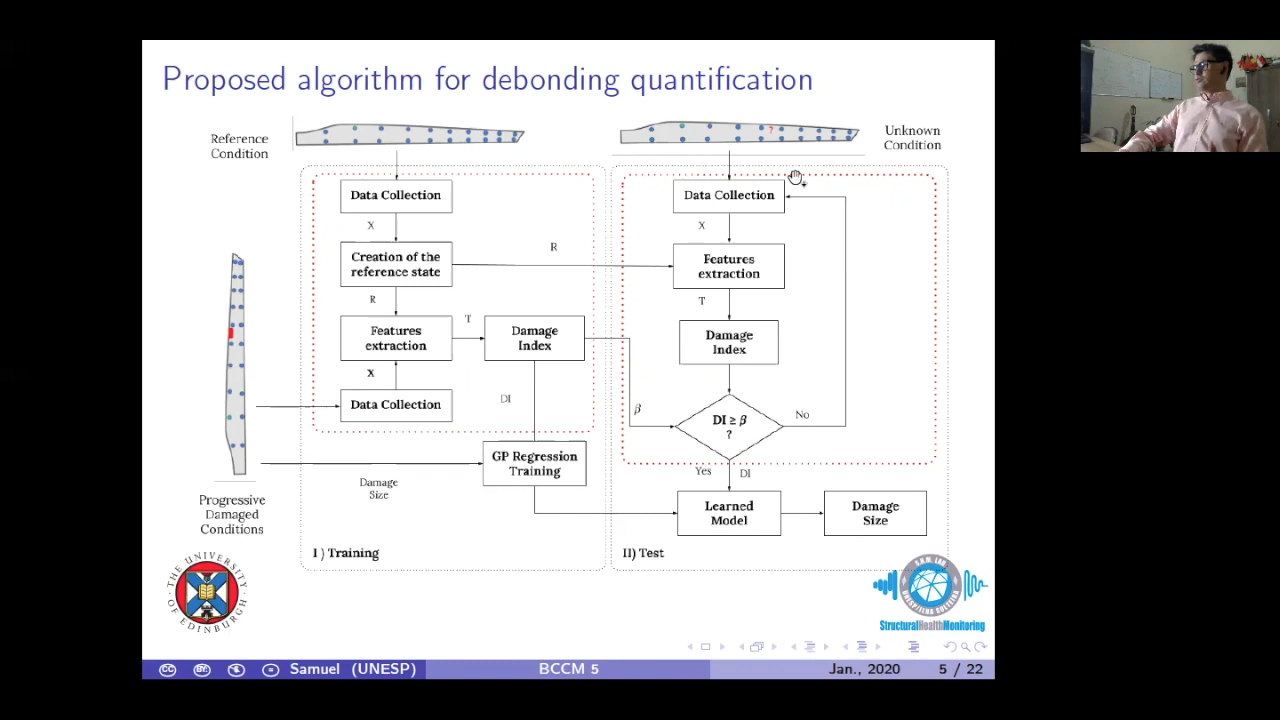 Proposed algorithm for debonding quantification
Reference
Condition
?
Unknown
Condition
Data Collection
X
Creation of the
reference state
R
Features
extraction
T
Damage
Index
X
Data Collection
DI
GP Regression
Training
Damage
Size
Progressive
Damaged
Conditions
I ) Training
R
β
Data Collection
X
Features
extraction
T
Damage
Index
DI ≥ β
?
No
Yes
DI
Learned
Model
Damage
Size
II) Test
THE UNIVERSITY
OF EDINBURGH
StructuralHealthMonitoring
Samuel (UNESP)
BCCM 5
Jan., 2020
5 / 22